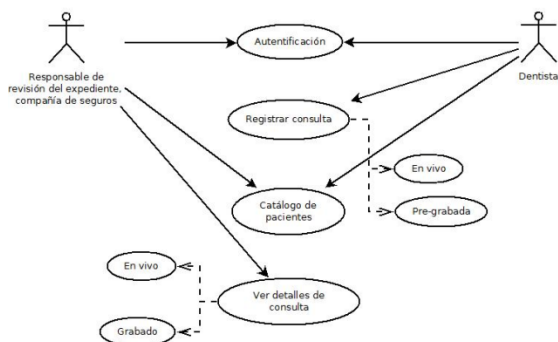 Autentificación
Responsable de
revisión del expediente,
compañía de seguros
Dentista
Registrar consulta
En vivo
Catálogo de
pacientes
Pre-grabada
En vivo
Ver detalles de
consulta
Grabado